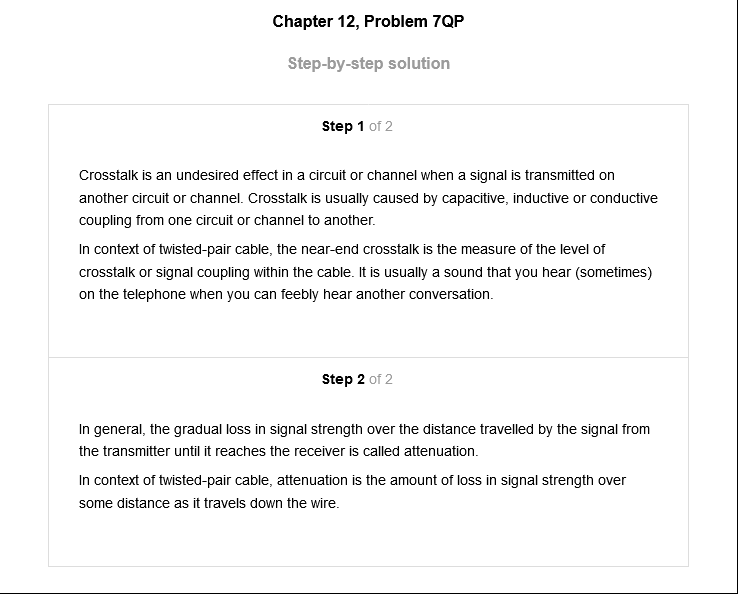 Chapter 12, Problem 7QP
Step-by-step solution
Step 1 of 2
Crosstalk is an undesired effect in a circuit or channel when a signal is transmitted on
another circuit or channel. Crosstalk is usually caused by capacitive, inductive or conductive
coupling from one circuit or channel to another.
In context of twisted-pair cable, the near-end crosstalk is the measure of the level of
crosstalk or signal coupling within the cable. It is usually a sound that you hear (sometimes)
on the telephone when you can feebly hear another conversation.
Step 2 of 2
In general, the gradual loss in signal strength over the distance travelled by the signal from
the transmitter until it reaches the receiver is called attenuation.
In context of twisted-pair cable, attenuation is the amount of loss in signal strength over
some distance as it travels down the wire.